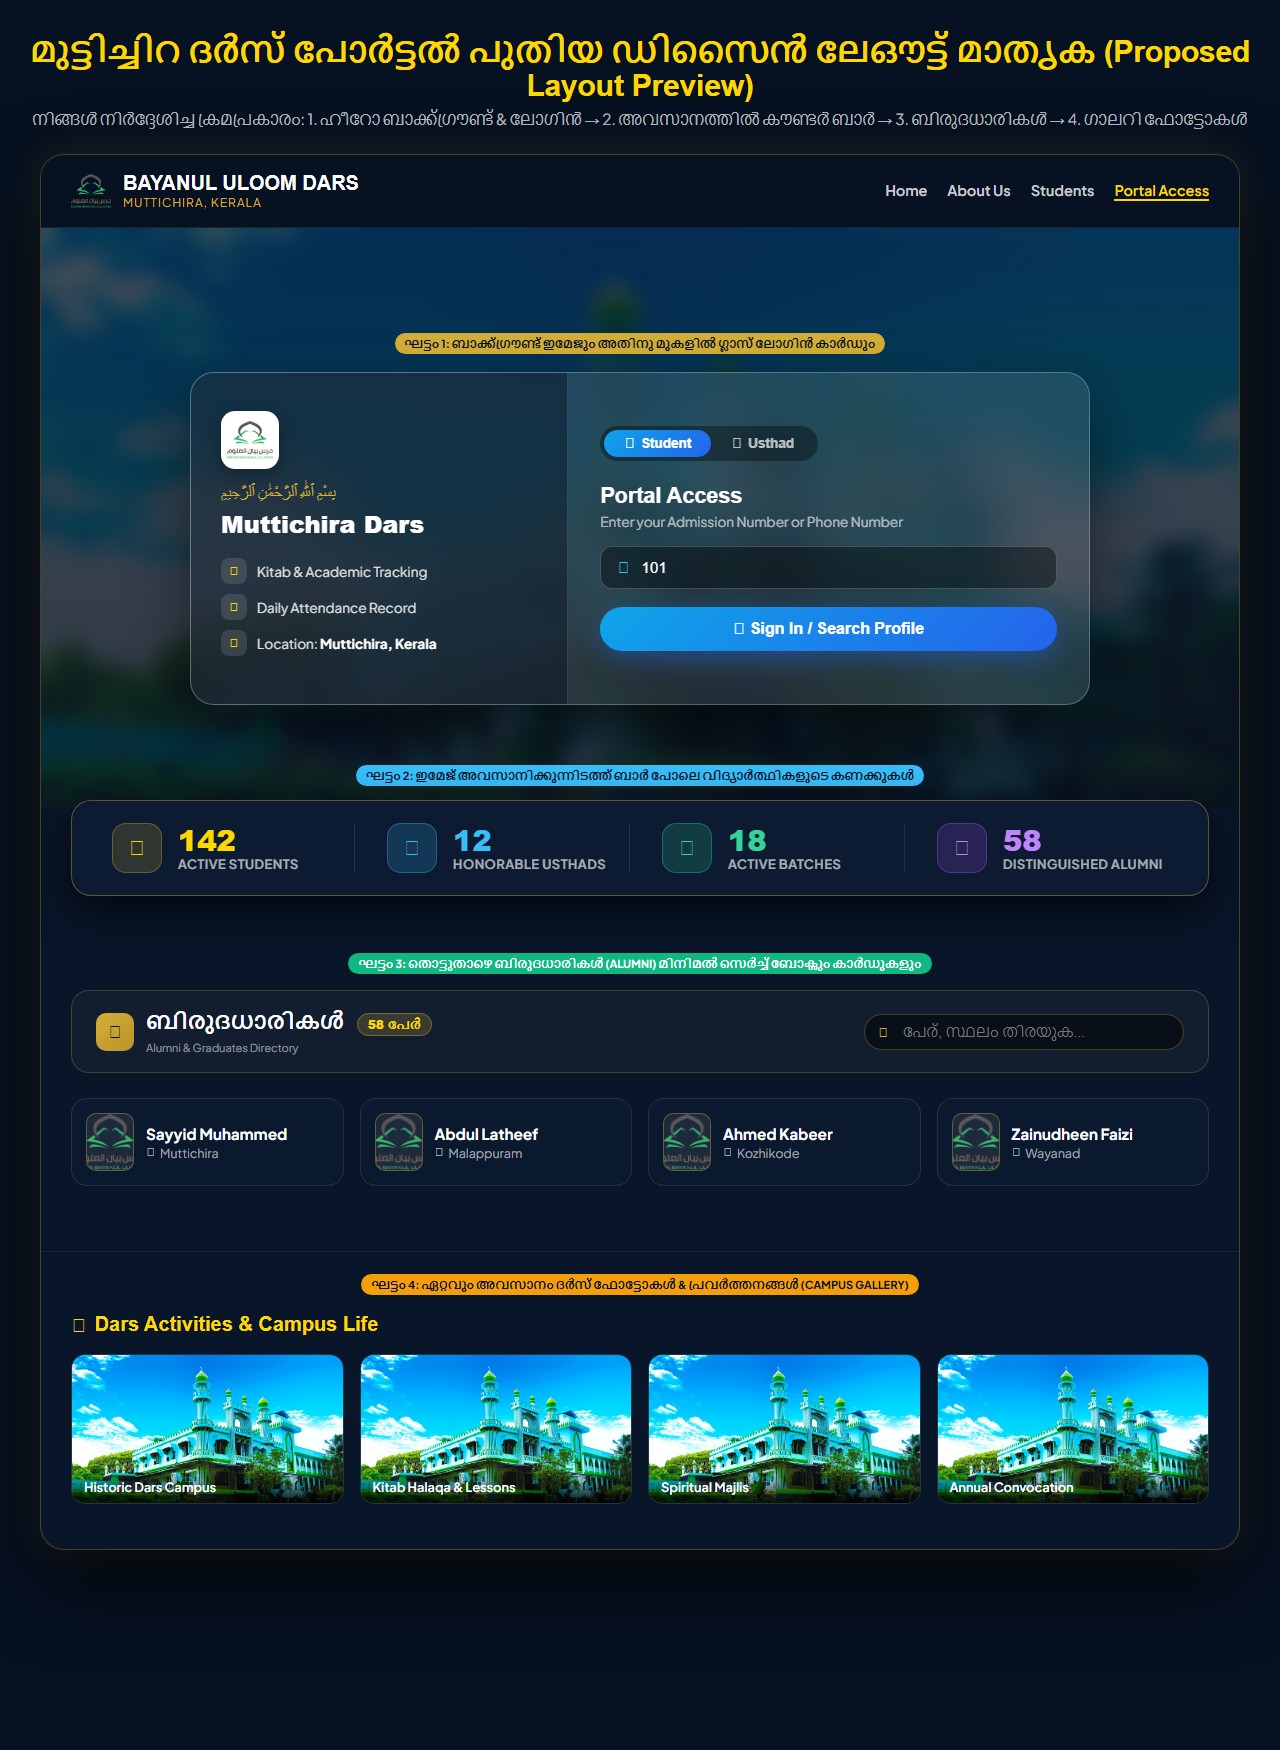 മുട്ടിച്ചിറ ദർസ് പോർട്ടൽ പുതിയ ഡിസൈൻ ലേഔട്ട് മാതൃക (Proposed
Layout Preview)
നിങ്ങൾ നിർദ്ദേശിച്ച ക്രമപ്രകാരം: 1. ഹീറോ ബാക്ക്ഗ്രൗണ്ട് & ലോഗിൻ → 2. അവസാനത്തിൽ കൗണ്ടർ ബാർ → 3. ബിരുദധാരികൾ → 4. ഗാലറി ഫോട്ടോകൾ
BAYANUL ULOOM DARS
MUTTICHIRA, KERALA
Home About Us Students Portal Access
ഘട്ടം 1: ബാക്ക്ഗ്രൗണ്ട് ഇമേജും അതിനു മുകളിൽ ഗ്ലാസ് ലോഗിൻ കാർഡും
درس بيان العلوم
بِسْمِ ٱللَّٰهِ ٱلرَّحْمَٰنِ ٱلرَّحِيمِ
Muttichira Dars
Kitab & Academic Tracking
Daily Attendance Record
Location: Muttichira, Kerala
Student Usthad
Portal Access
Enter your Admission Number or Phone Number
101
Sign In / Search Profile
ഘട്ടം 2: ഇമേജ് അവസാനിക്കുന്നിടത്ത് ബാർ പോലെ വിദ്യാർത്ഥികളുടെ കണക്കുകൾ
142
ACTIVE STUDENTS
12
HONORABLE USTHADS
18
ACTIVE BATCHES
58
DISTINGUISHED ALUMNI
ഘട്ടം 3: തൊട്ടുതാഴെ ബിരുദധാരികൾ (ALUMNI) മിനിമൽ സെർച്ച് ബോക്സും കാർഡുകളും
ബിരുദധാരികൾ 58 പേർ
Alumni & Graduates Directory
പേര്, സ്ഥലം തിരയുക...
Sayyid Muhammed
Muttichira
Abdul Latheef
Malappuram
Ahmed Kabeer
Kozhikode
Zainudheen Faizi
Wayanad
ഘട്ടം 4: ഏറ്റവും അവസാനം ദർസ് ഫോട്ടോകൾ & പ്രവർത്തനങ്ങൾ (CAMPUS GALLERY)
Dars Activities & Campus Life
Historic Dars Campus
Kitab Halaqa & Lessons
Spiritual Majlis
Annual Convocation